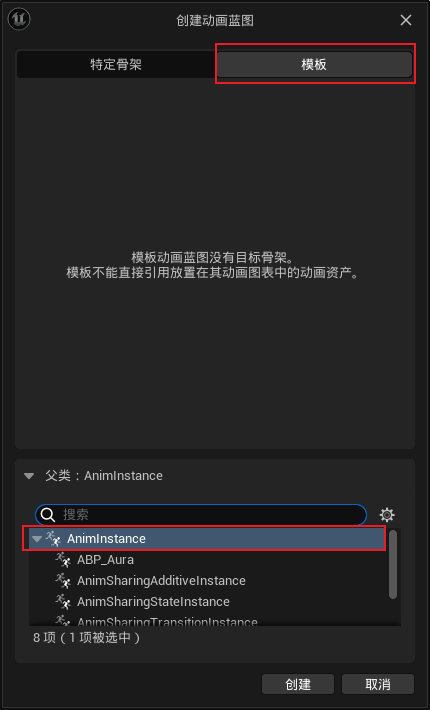 创建动画蓝图
特定骨架
模板
模板动画蓝图没有目标骨架。
模板不能直接引用放置在其动画图表中的动画资产。
父类：AnimInstance
搜索
AnimInstance
ABP_Aura
AnimSharingAdditiveInstance
AnimSharingStateInstance
AnimSharingTransitionInstance
8 项（1 项被选中）
创建
取消